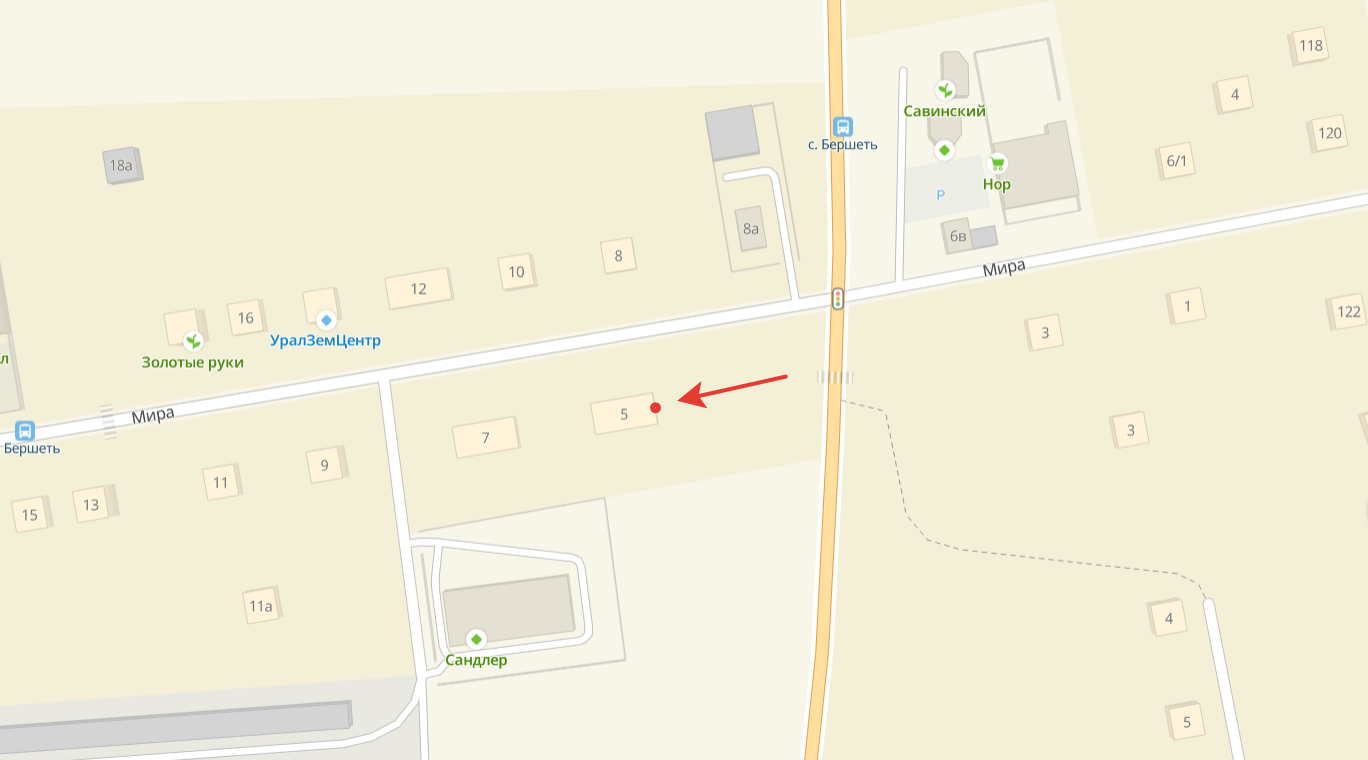 118
4
Савинский
120
с. Бершеть
6/1
18а
Нор
P
8а
6в
8
Мира
10
12
1
122
16
3
УралЗемЦентр
Золотые руки
л
5
Мира
3
7
Бершеть
9
11
13
15
11а
4
Сандлер
5